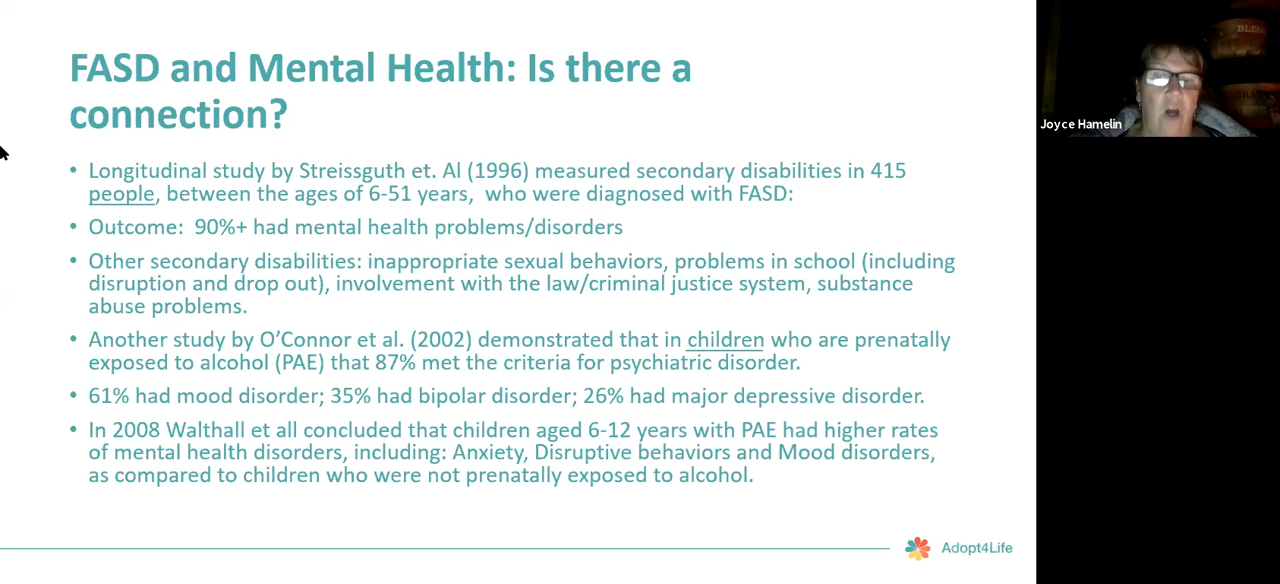 FASD and Mental Health: Is there a
connection?
• Longitudinal study by Streissguth et. Al (1996) measured secondary disabilities in 415
people, between the ages of 6-51 years,  who were diagnosed with FASD:
• Outcome:  90%+ had mental health problems/disorders
• Other secondary disabilities: inappropriate sexual behaviors, problems in school (including
disruption and drop out), involvement with the law/criminal justice system, substance
abuse problems.
• Another study by O’Connor et al. (2002) demonstrated that in children who are prenatally
exposed to alcohol (PAE) that 87% met the criteria for psychiatric disorder.
• 61% had mood disorder; 35% had bipolar disorder; 26% had major depressive disorder.
• In 2008 Walthall et all concluded that children aged 6-12 years with PAE had higher rates
of mental health disorders, including: Anxiety, Disruptive behaviors and Mood disorders,
as compared to children who were not prenatally exposed to alcohol.
Adopt4Life
Joyce Hamelin